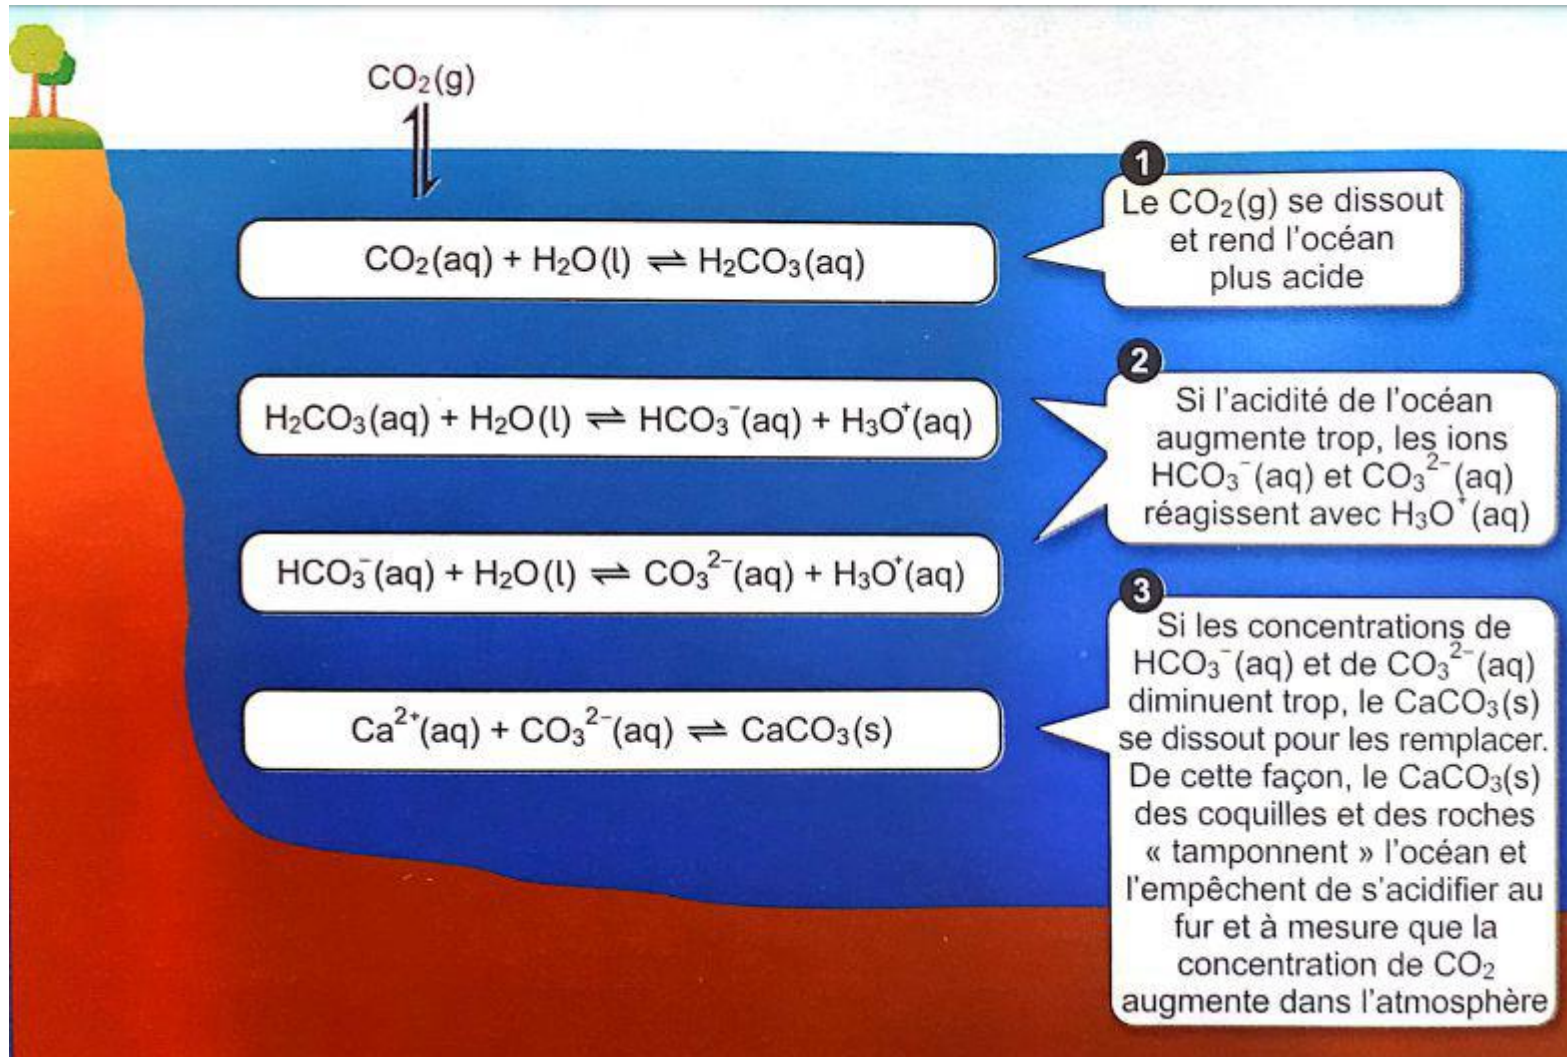 CO₂(g)
CO₂(aq) + H₂O(l) ⇌ H₂CO₃(aq)
1
Le CO₂(g) se dissout
et rend l'océan
plus acide
H₂CO₃(aq) + H₂O(l) ⇌ HCO₃⁻(aq) + H₃O⁺(aq)
HCO₃⁻(aq) + H₂O(l) ⇌ CO₃²⁻(aq) + H₃O⁺(aq)
2
Si l'acidité de l'océan
augmente trop, les ions
HCO₃⁻(aq) et CO₃²⁻(aq)
réagissent avec H₃O⁺(aq)
Ca²⁺(aq) + CO₃²⁻(aq) ⇌ CaCO₃(s)
3
Si les concentrations de
HCO₃⁻(aq) et de CO₃²⁻(aq)
diminuent trop, le CaCO₃(s)
se dissout pour les remplacer.
De cette façon, le CaCO₃(s)
des coquilles et des roches
« tamponnent » l'océan et
l'empêchent de s'acidifier au
fur et à mesure que la
concentration de CO₂
augmente dans l'atmosphère